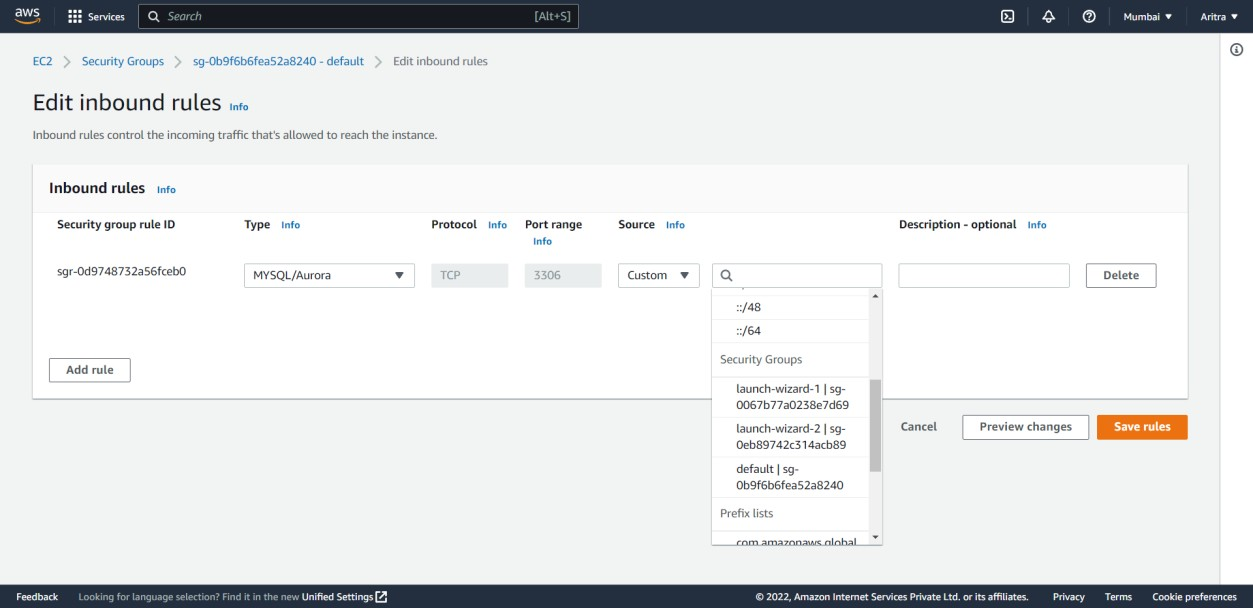 aws
Services
Search
[Alt+S]
Mumbai
Aritra
EC2
Security Groups
sg-0b9f6b6fea52a8240 - default
Edit inbound rules
Edit inbound rules
Info
Inbound rules control the incoming traffic that's allowed to reach the instance.
Inbound rules
Info
Security group rule ID
Type
Info
Protocol
Info
Port range
Info
Source
Info
Description - optional
Info
sgr-0d9748732a56fceb0
MYSQL/Aurora
TCP
3306
Custom
Delete
::/48
::/64
Security Groups
launch-wizard-1 | sg-
0067b77a0238e7d69
launch-wizard-2 | sg-
0eb89742c314acb89
default | sg-
0b9f6b6fea52a8240
Prefix lists
com.amazonaws.global
Add rule
Cancel
Preview changes
Save rules
Feedback
Looking for language selection? Find it in the new Unified Settings
© 2022, Amazon Internet Services Private Ltd. or its affiliates.
Privacy
Terms
Cookie preferences